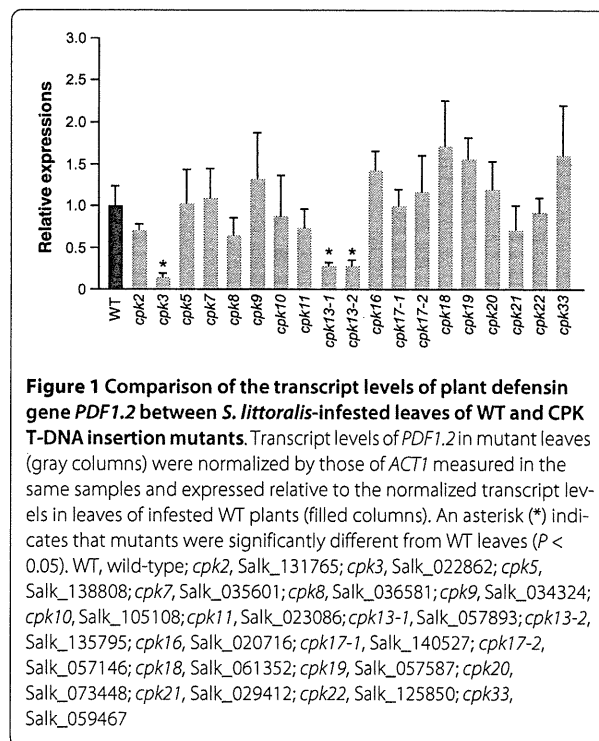 3.0
2.5
2.0
1.5
1.0
0.5
0
Relative expressions
*
* *
WT
cpk2
cpk3
cpk5
cpk7
cpk8
cpk9
cpk10
cpk11
cpk13-1
cpk13-2
cpk16
cpk17-1
cpk17-2
cpk18
cpk19
cpk20
cpk21
cpk22
cpk33
Figure 1 Comparison of the transcript levels of plant defensin
gene PDF1.2 between S. littoralis-infested leaves of WT and CPK
T-DNA insertion mutants. Transcript levels of PDF1.2 in mutant leaves
(gray columns) were normalized by those of ACT1 measured in the
same samples and expressed relative to the normalized transcript lev-
els in leaves of infested WT plants (filled columns). An asterisk (*) indi-
cates that mutants were significantly different from WT leaves (P <
0.05). WT, wild-type; cpk2, Salk_131765; cpk3, Salk_022862; cpk5,
Salk_138808; cpk7, Salk_035601; cpk8, Salk_036581; cpk9, Salk_034324;
cpk10, Salk_105108; cpk11, Salk_023086; cpk13-1, Salk_057893; cpk13-2,
Salk_135795; cpk16, Salk_020716; cpk17-1, Salk_140527; cpk17-2,
Salk_057146; cpk18, Salk_061352; cpk19, Salk_057587; cpk20,
Salk_073448; cpk21, Salk_029412; cpk22, Salk_125850; cpk33,
Salk_059467